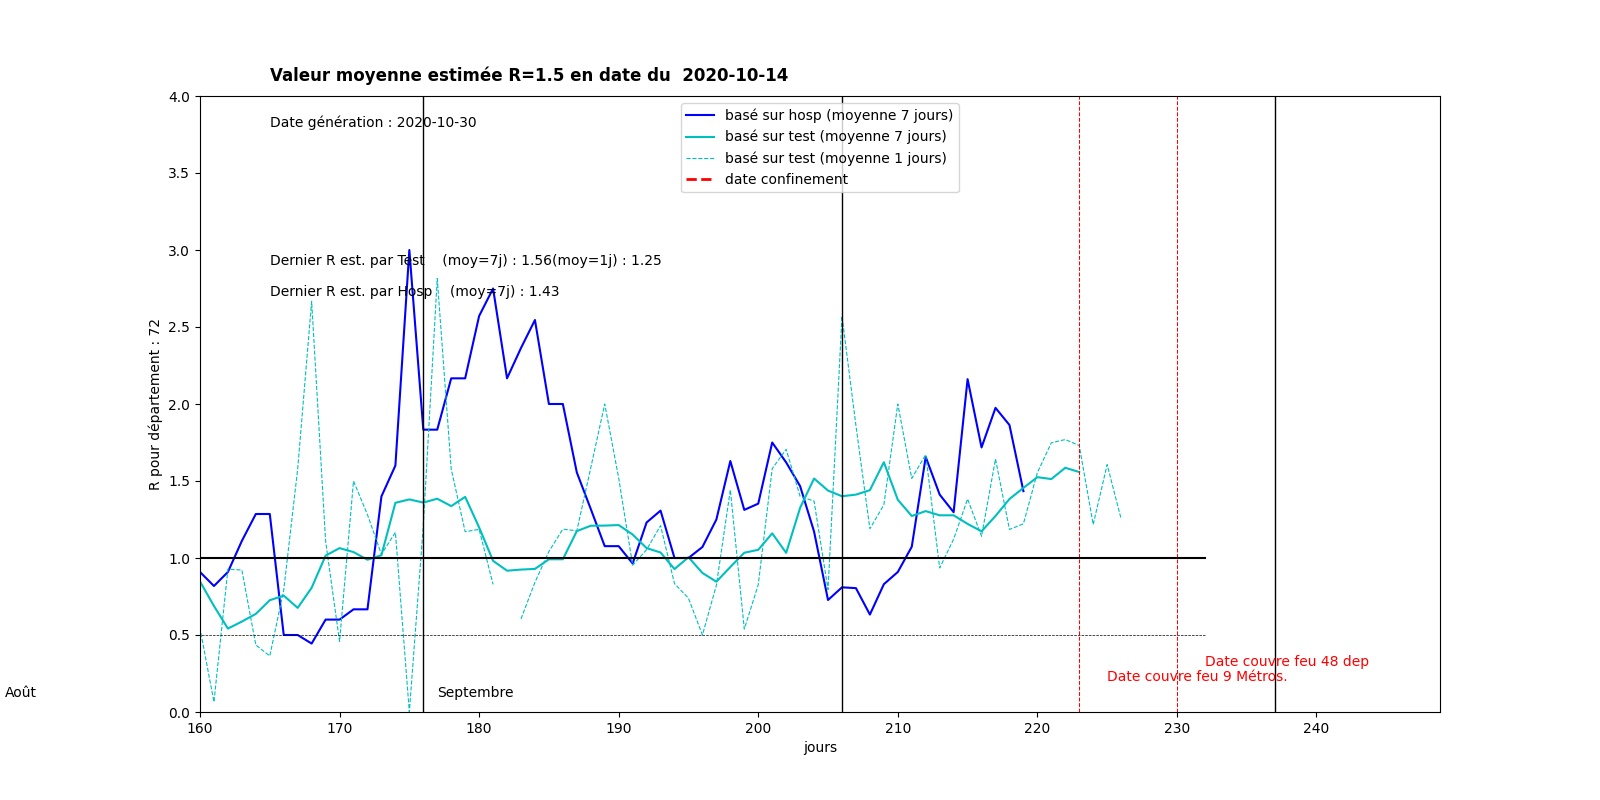 Valeur moyenne estimée R=1.5 en date du  2020-10-14
4.0
Date génération : 2020-10-30
basé sur hosp (moyenne 7 jours)
basé sur test (moyenne 7 jours)
basé sur test (moyenne 1 jours)
date confinement
3.5
3.0
Dernier R est. par Test    (moy=7j) : 1.56(moy=1j) : 1.25
Dernier R est. par Hosp    (moy=7j) : 1.43
2.5
2.0
1.5
1.0
0.5
0.0
R pour département : 72
Date couvre feu 48 dep
Date couvre feu 9 Métros.
Août
Septembre
160 170 180 190 200 210 220 230 240
jours